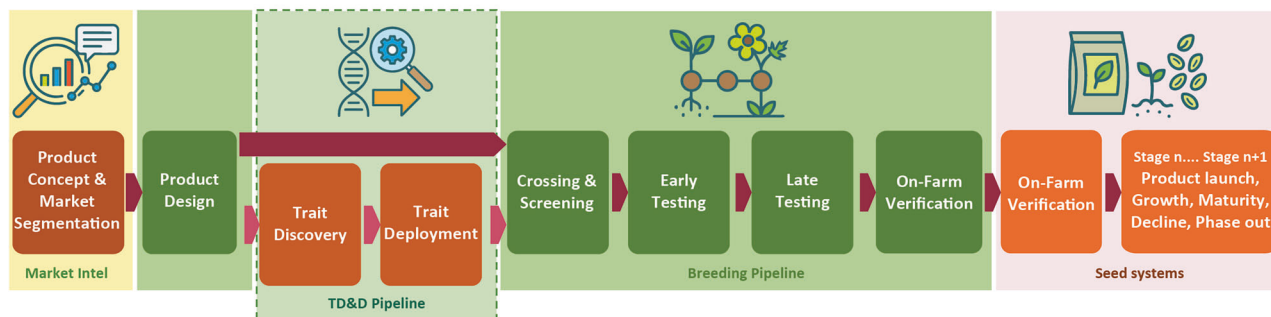 Product
Concept &
Market
Segmentation
Market Intel
Product
Design
Trait
Discovery
Trait
Deployment
TD&D Pipeline
Crossing &
Screening
Early
Testing
Late
Testing
On-Farm
Verification
Breeding Pipeline
On-Farm
Verification
Stage n.... Stage n+1
Product launch,
Growth, Maturity,
Decline, Phase out
Seed systems